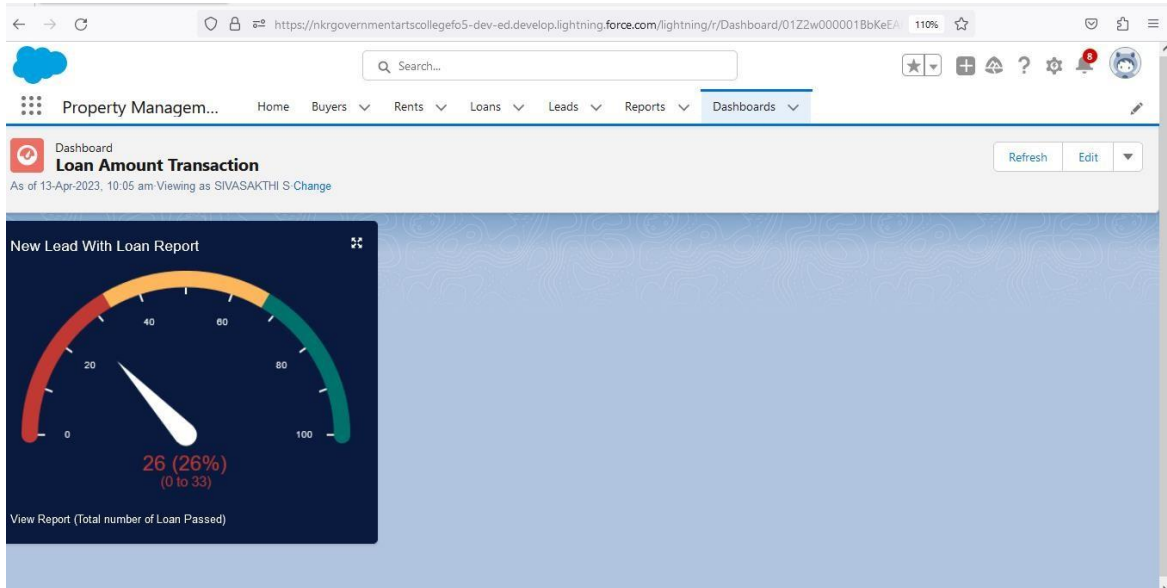 https://nkrgovernmentartscollegefo5-dev-ed.develop.lightning.force.com/lightning/r/Dashboard/01Z2w000001BbKeEA
110%
Search...
8
Property Managem...
Home Buyers Rents Loans Leads Reports Dashboards
Dashboard
Loan Amount Transaction
As of 13-Apr-2023, 10:05 am·Viewing as SIVASAKTHI S·Change
Refresh Edit
New Lead With Loan Report
40 60
20 80
0 100
26 (26%)
(0 to 33)
View Report (Total number of Loan Passed)